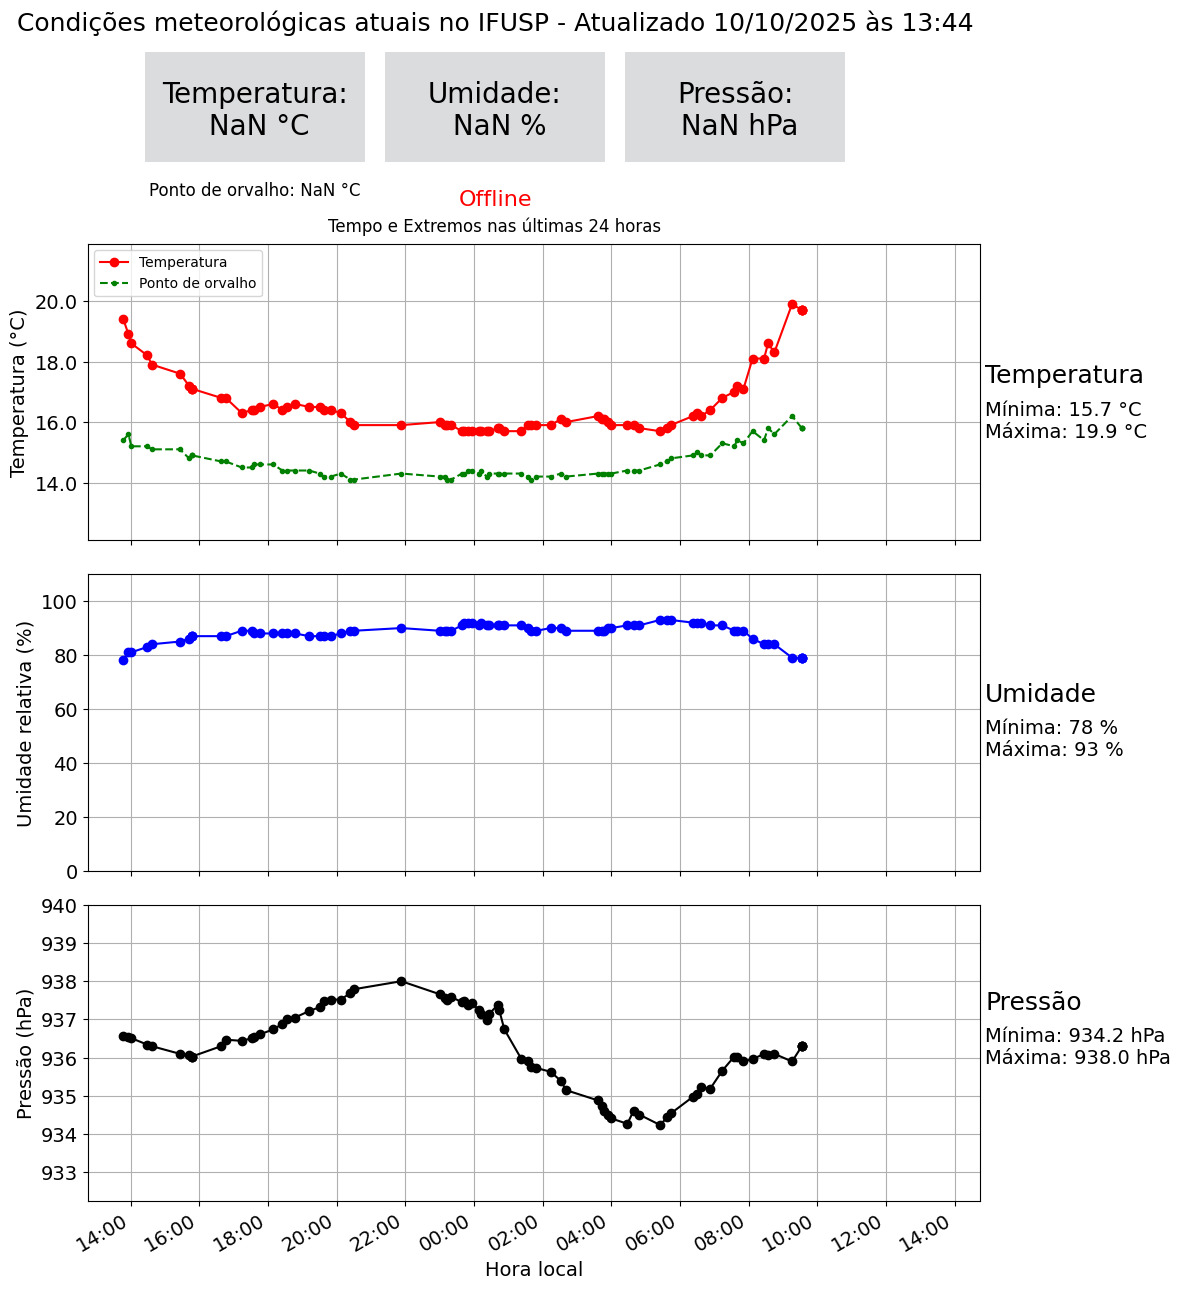 Condições meteorológicas atuais no IFUSP - Atualizado 10/10/2025 às 13:44
Temperatura:
NaN °C
Umidade:
NaN %
Pressão:
NaN hPa
Ponto de orvalho: NaN °C
Offline
Tempo e Extremos nas últimas 24 horas
Temperatura
Ponto de orvalho
Temperatura (°C)
20.0
18.0
16.0
14.0
Temperatura
Mínima: 15.7 °C
Máxima: 19.9 °C
Umidade relativa (%)
100
80
60
40
20
0
Umidade
Mínima: 78 %
Máxima: 93 %
Pressão (hPa)
940
939
938
937
936
935
934
933
Pressão
Mínima: 934.2 hPa
Máxima: 938.0 hPa
14:00
16:00
18:00
20:00
22:00
00:00
02:00
04:00
06:00
08:00
10:00
12:00
14:00
Hora local